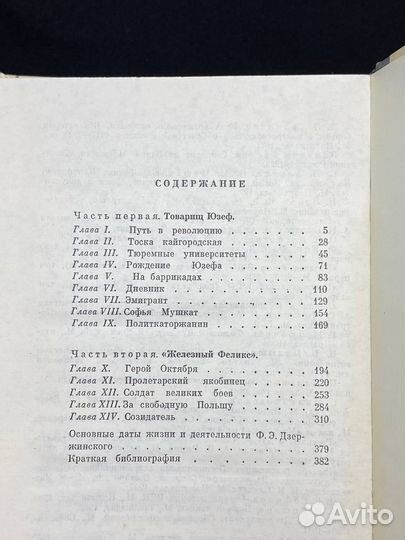 СОДЕРЖАНИЕ
Часть первая. Товарищ Юзеф.
Глава I. Путь в революцию . . . . . 5
Глава II. Тоска кайгородская . . . . . 28
Глава III. Тюремные университеты . . . . 45
Глава IV. Рождение Юзефа . . . . . 71
Глава V. На баррикадах . . . . . 83
Глава VI. Дневник . . . . . . . 110
Глава VII. Эмигрант . . . . . . . 129
Глава VIII. Софья Мушкат . . . . . . 154
Глава IX. Политкаторжанин . . . . . 169
Часть вторая. «Железный Феликс».
Глава X. Герой Октября . . . . . . 194
Глава XI. Пролетарский якобинец . . . . 220
Глава XII. Солдат великих боев . . . . . 253
Глава XIII. За свободную Польшу . . . . . 284
Глава XIV. Созидатель . . . . . . . 310
Основные даты жизни и деятельности Ф. Э. Дзер-
жинского . . . . . . . . . . . 379
Краткая библиография . . . . . . . . 382
Avito